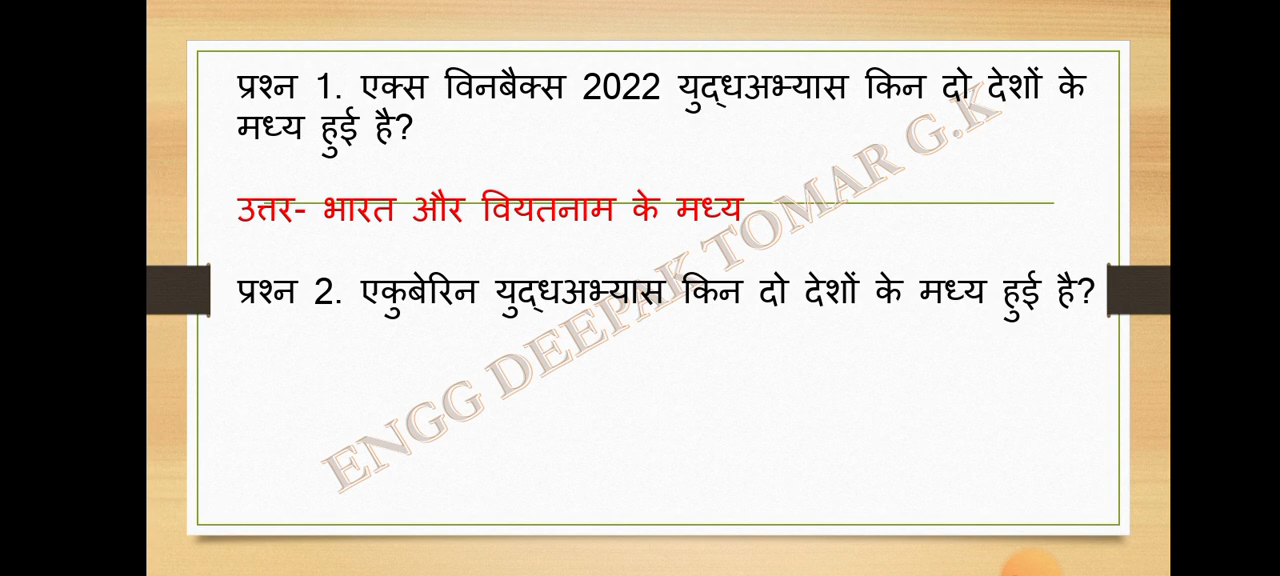 प्रश्न 1. एक्स विनबैक्स 2022 युद्धअभ्यास किन दो देशों के
मध्य हुई है?
उत्तर- भारत और वियतनाम के मध्य
प्रश्न 2. एकुबेरिन युद्धअभ्यास किन दो देशों के मध्य हुई है?
ENGG DEEPAK TOMAR G.K